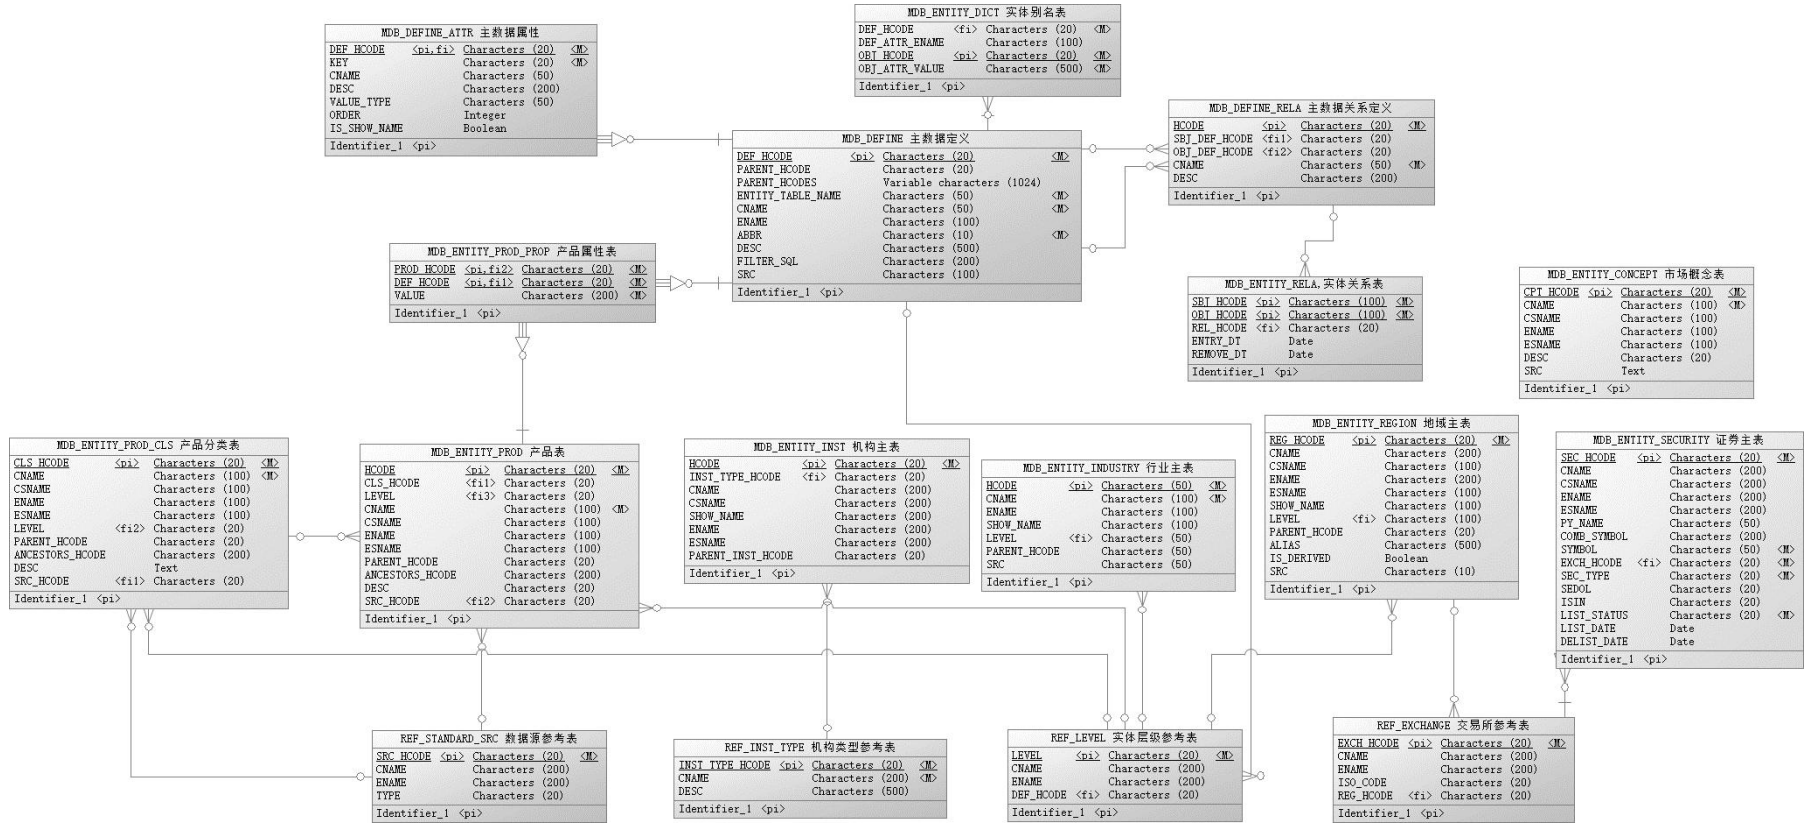 MDB_ENTITY_DICT 实体别名表
DEF_HCODE <fi> Characters (20) <M>
DEF_ATTR_ENAME Characters (100)
OBJ_HCODE <pi> Characters (20) <M>
OBJ_ATTR_VALUE Characters (500) <M>
Identifier_1 <pi>
MDB_DEFINE_ATTR 主数据属性
DEF_HCODE <pi,fi> Characters (20) <M>
KEY Characters (20) <M>
CNAME Characters (50)
DESC Characters (200)
VALUE_TYPE Characters (50)
ORDER Integer
IS_SHOW_NAME Boolean
Identifier_1 <pi>
MDB_DEFINE_RELA 主数据关系定义
HCODE <pi> Characters (20) <M>
SBJ_DEF_HCODE <fi1> Characters (20)
OBJ_DEF_HCODE <fi2> Characters (20)
CNAME Characters (50) <M>
DESC Characters (200)
Identifier_1 <pi>
MDB_DEFINE 主数据定义
DEF_HCODE <pi> Characters (20) <M>
PARENT_HCODE Characters (20)
PARENT_HCODES Variable characters (1024)
ENTITY_TABLE_NAME Characters (50) <M>
CNAME Characters (50) <M>
ENAME Characters (100)
ABBR Characters (10) <M>
DESC Characters (500)
FILTER_SQL Characters (200)
SRC Characters (100)
Identifier_1 <pi>
MDB_ENTITY_PROD_PROP 产品属性表
PROD_HCODE <pi,fi2> Characters (20) <M>
DEF_HCODE <pi,fi1> Characters (20) <M>
VALUE Characters (200) <M>
Identifier_1 <pi>
MDB_ENTITY_RELA,实体关系表
SBJ_HCODE <pi> Characters (100) <M>
OBJ_HCODE <pi> Characters (100) <M>
REL_HCODE <fi> Characters (20)
ENTRY_DT Date
REMOVE_DT Date
Identifier_1 <pi>
MDB_ENTITY_CONCEPT 市场概念表
CPT_HCODE <pi> Characters (20) <M>
CNAME Characters (100) <M>
CSNAME Characters (100)
ENAME Characters (100)
ESNAME Characters (100)
DESC Characters (20)
SRC Text
Identifier_1 <pi>
MDB_ENTITY_PROD_CLS 产品分类表
CLS_HCODE <pi> Characters (20) <M>
CNAME Characters (100) <M>
CSNAME Characters (100)
ENAME Characters (100)
ESNAME Characters (100)
LEVEL <fi2> Characters (20)
PARENT_HCODE Characters (20)
ANCESTORS_HCODE Characters (200)
DESC Text
SRC_HCODE <fi1> Characters (20)
Identifier_1 <pi>
MDB_ENTITY_PROD 产品表
HCODE <pi> Characters (20) <M>
CLS_HCODE <fi1> Characters (20)
LEVEL <fi3> Characters (20)
CNAME Characters (100) <M>
CSNAME Characters (100)
ENAME Characters (100)
ESNAME Characters (100)
PARENT_HCODE Characters (20)
ANCESTORS_HCODE Characters (200)
DESC Characters (20)
SRC_HCODE <fi2> Characters (20)
Identifier_1 <pi>
MDB_ENTITY_INST 机构主表
HCODE <pi> Characters (20) <M>
INST_TYPE_HCODE <fi> Characters (20)
CNAME Characters (200)
CSNAME Characters (200)
SHOW_NAME Characters (200)
ENAME Characters (200)
ESNAME Characters (200)
PARENT_INST_HCODE Characters (20)
Identifier_1 <pi>
MDB_ENTITY_INDUSTRY 行业主表
HCODE <pi> Characters (50) <M>
CNAME Characters (100) <M>
ENAME Characters (100)
SHOW_NAME Characters (100)
LEVEL <fi> Characters (50)
PARENT_HCODE Characters (50)
SRC Characters (50)
Identifier_1 <pi>
MDB_ENTITY_REGION 地域主表
REG_HCODE <pi> Characters (20) <M>
CNAME Characters (200)
CSNAME Characters (100)
ENAME Characters (200)
ESNAME Characters (100)
SHOW_NAME Characters (100)
LEVEL <fi> Characters (100)
PARENT_HCODE Characters (20)
ALIAS Characters (500)
IS_DERIVED Boolean
SRC Characters (10)
Identifier_1 <pi>
MDB_ENTITY_SECURITY 证券主表
SEC_HCODE <pi> Characters (20) <M>
CNAME Characters (200)
CSNAME Characters (200)
ENAME Characters (200)
ESNAME Characters (200)
PY_NAME Characters (50)
COMB_SYMBOL Characters (200)
SYMBOL Characters (50) <M>
EXCH_HCODE <fi> Characters (20) <M>
SEC_TYPE Characters (20) <M>
SEDOL Characters (20)
ISIN Characters (20)
LIST_STATUS Characters (20) <M>
LIST_DATE Date
DELIST_DATE Date
Identifier_1 <pi>
REF_STANDARD_SRC 数据源参考表
SRC_HCODE <pi> Characters (20) <M>
CNAME Characters (200)
ENAME Characters (200)
TYPE Characters (20)
Identifier_1 <pi>
REF_INST_TYPE 机构类型参考表
INST_TYPE_HCODE <pi> Characters (20) <M>
CNAME Characters (200) <M>
DESC Characters (500)
Identifier_1 <pi>
REF_LEVEL 实体层级参考表
LEVEL <pi> Characters (20) <M>
CNAME Characters (200)
ENAME Characters (200)
DEF_HCODE <fi> Characters (20)
Identifier_1 <pi>
REF_EXCHANGE 交易所参考表
EXCH_HCODE <pi> Characters (20) <M>
CNAME Characters (200)
ENAME Characters (200)
ISO_CODE Characters (20)
REG_HCODE <fi> Characters (20)
Identifier_1 <pi>